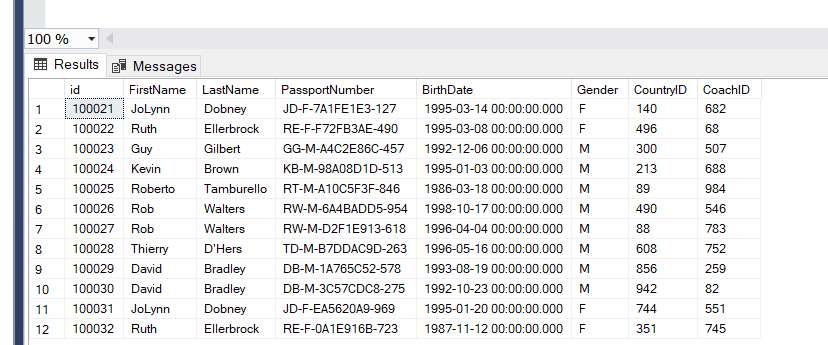 100 %
Results Messages
id FirstName LastName PassportNumber BirthDate Gender CountryID CoachID
1 100021 JoLynn Dobney JD-F-7A1FE1E3-127 1995-03-14 00:00:00.000 F 140 682
2 100022 Ruth Ellerbrock RE-F-F72FB3AE-490 1995-03-08 00:00:00.000 F 496 68
3 100023 Guy Gilbert GG-M-A4C2E86C-457 1992-12-06 00:00:00.000 M 300 507
4 100024 Kevin Brown KB-M-98A08D1D-513 1995-01-03 00:00:00.000 M 213 688
5 100025 Roberto Tamburello RT-M-A10C5F3F-846 1986-03-18 00:00:00.000 M 89 984
6 100026 Rob Walters RW-M-6A4BADD5-954 1998-10-17 00:00:00.000 M 490 546
7 100027 Rob Walters RW-M-D2F1E913-618 1996-04-04 00:00:00.000 M 88 783
8 100028 Thierry D'Hers TD-M-B7DDAC9D-263 1996-05-16 00:00:00.000 M 608 752
9 100029 David Bradley DB-M-1A765C52-578 1993-08-19 00:00:00.000 M 856 259
10 100030 David Bradley DB-M-3C57CDC8-275 1992-10-23 00:00:00.000 M 942 82
11 100031 JoLynn Dobney JD-F-EA5620A9-969 1995-01-20 00:00:00.000 F 744 551
12 100032 Ruth Ellerbrock RE-F-0A1E916B-723 1987-11-12 00:00:00.000 F 351 745